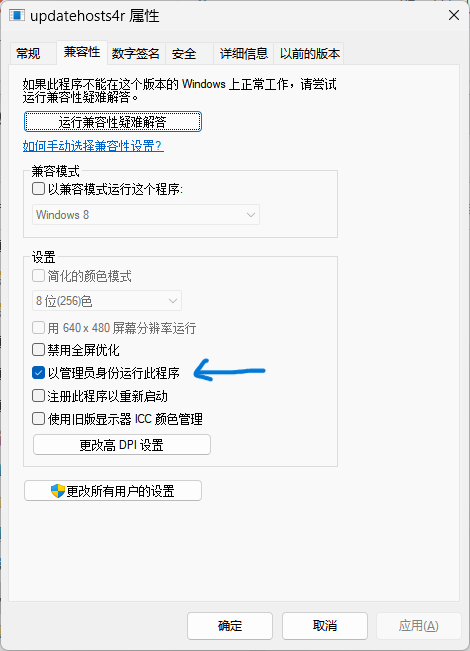 updatehosts4r 属性
常规
兼容性
数字签名
安全
详细信息
以前的版本
如果此程序不能在这个版本的 Windows 上正常工作，请尝试
运行兼容性疑难解答。
运行兼容性疑难解答
如何手动选择兼容性设置?
兼容模式
以兼容模式运行这个程序:
Windows 8
设置
简化的颜色模式
8 位(256)色
用 640 x 480 屏幕分辨率运行
禁用全屏优化
以管理员身份运行此程序
注册此程序以重新启动
使用旧版显示器 ICC 颜色管理
更改高 DPI 设置
更改所有用户的设置
确定
取消
应用(A)